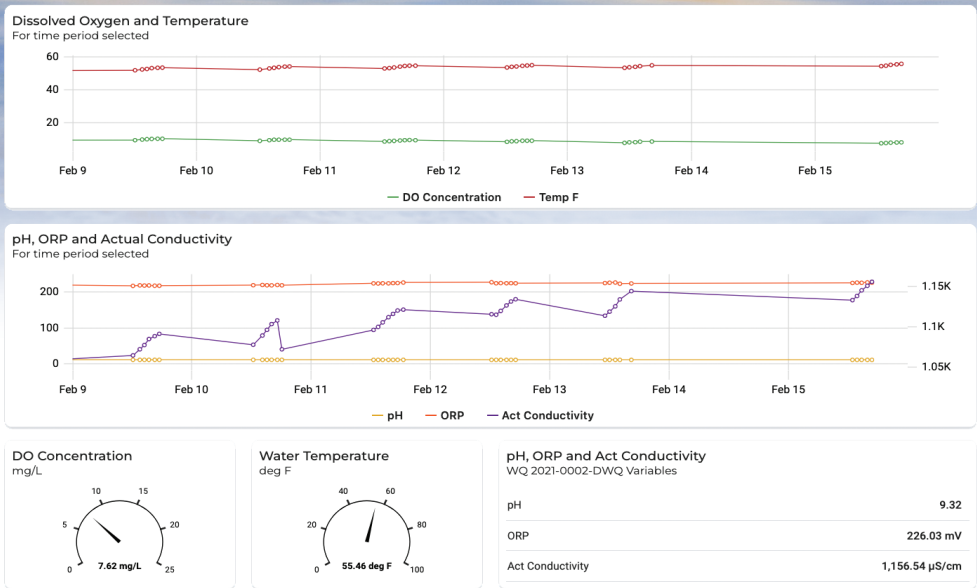 Dissolved Oxygen and Temperature
For time period selected
60
40
20
Feb 9 Feb 10 Feb 11 Feb 12 Feb 13 Feb 14 Feb 15
DO Concentration Temp F
pH, ORP and Actual Conductivity
For time period selected
200 1.15K
100 1.1K
0 1.05K
Feb 9 Feb 10 Feb 11 Feb 12 Feb 13 Feb 14 Feb 15
pH ORP Act Conductivity
DO Concentration
mg/L
10 15
5 20
0 25
7.62 mg/L
Water Temperature
deg F
40 60
20 80
0 100
55.46 deg F
pH, ORP and Act Conductivity
WQ 2021-0002-DWQ Variables
pH 9.32
ORP 226.03 mV
Act Conductivity 1,156.54 µS/cm